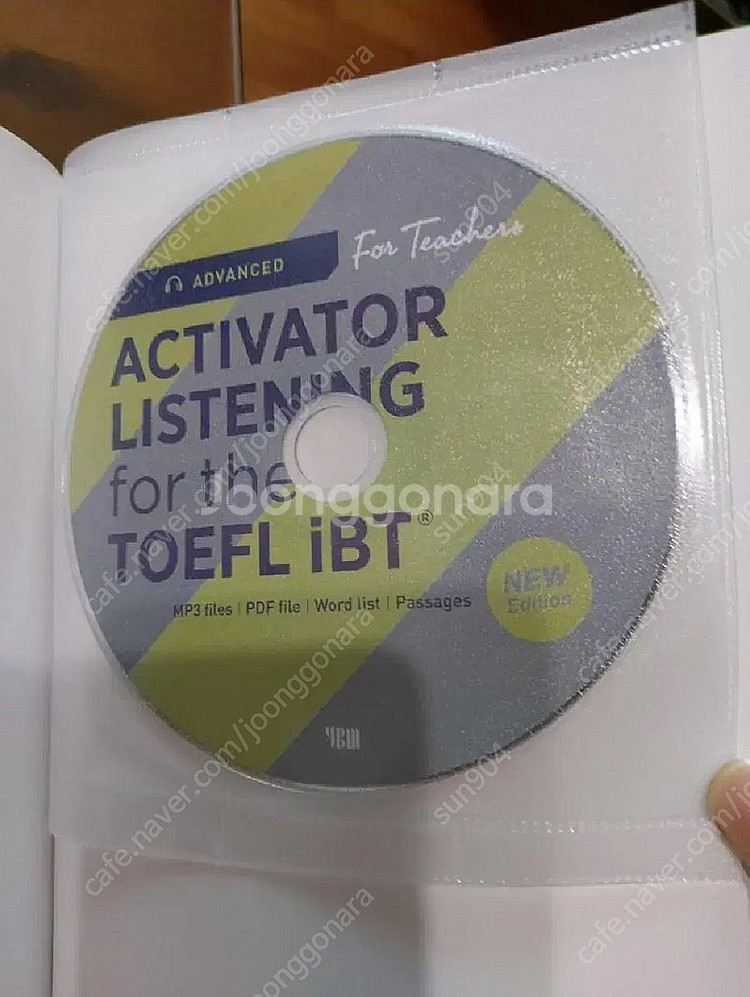 For Teachers
ADVANCED
ACTIVATOR
LISTENING
for the
TOEFL iBT®
MP3 files | PDF file | Word list | Passages
NEW
Edition
YBM
Joonggonara
cafe.naver.com/joonggonara
sun904